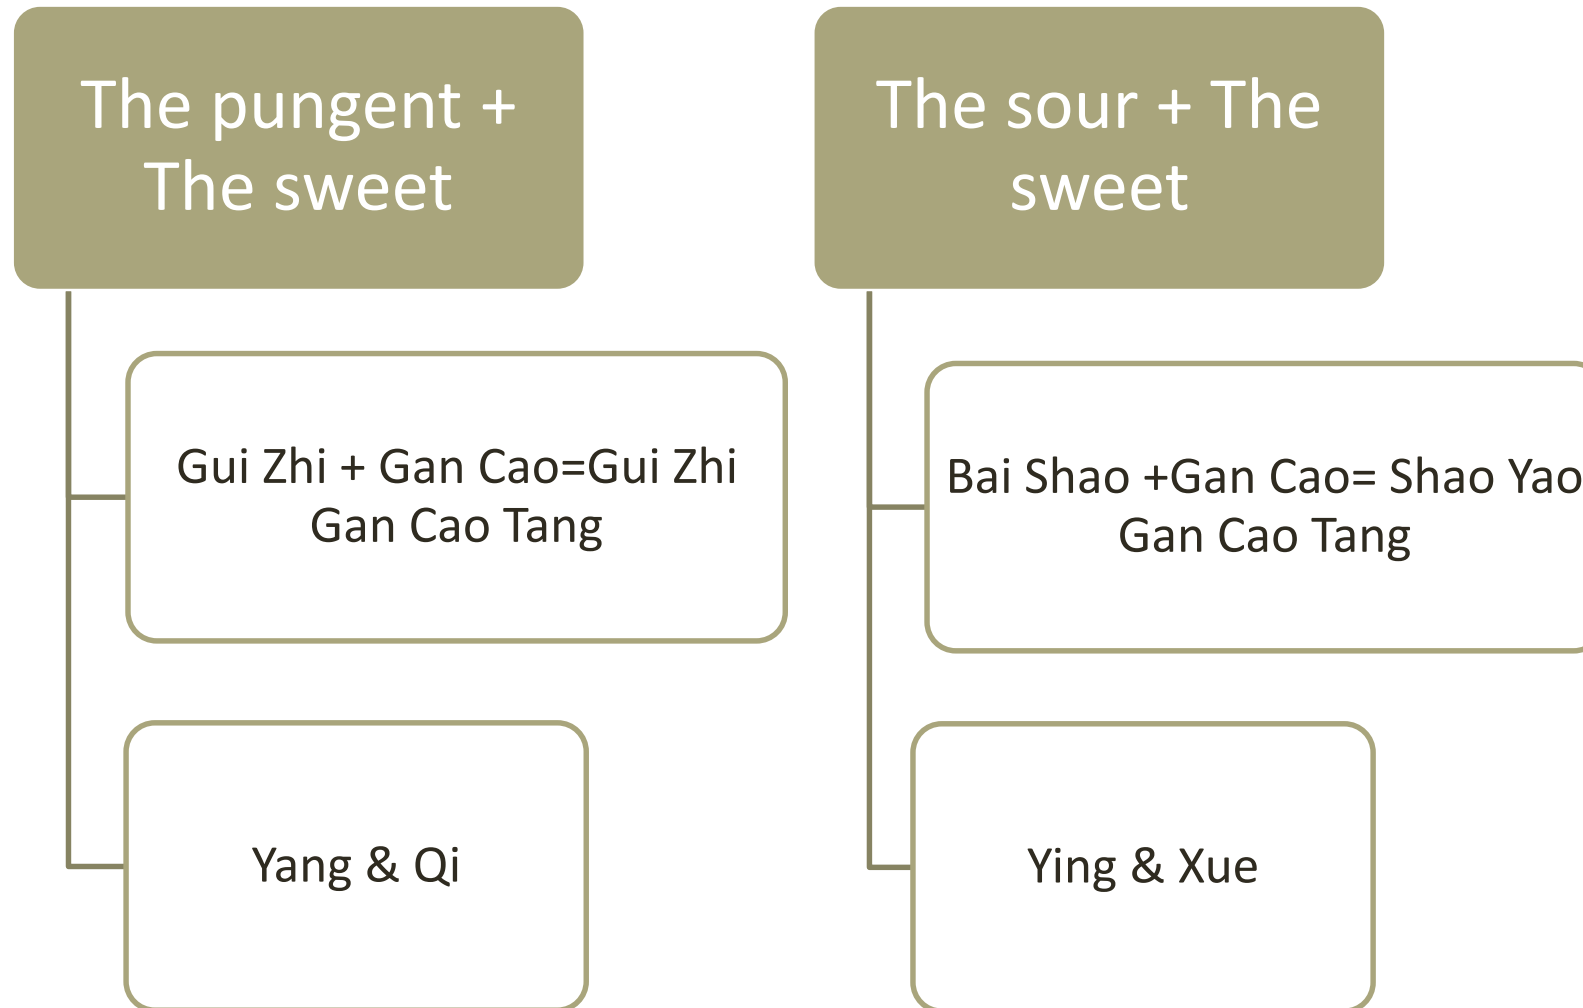 The pungent +
The sweet
Gui Zhi + Gan Cao=Gui Zhi
Gan Cao Tang
Yang & Qi
The sour + The
sweet
Bai Shao +Gan Cao= Shao Yao
Gan Cao Tang
Ying & Xue